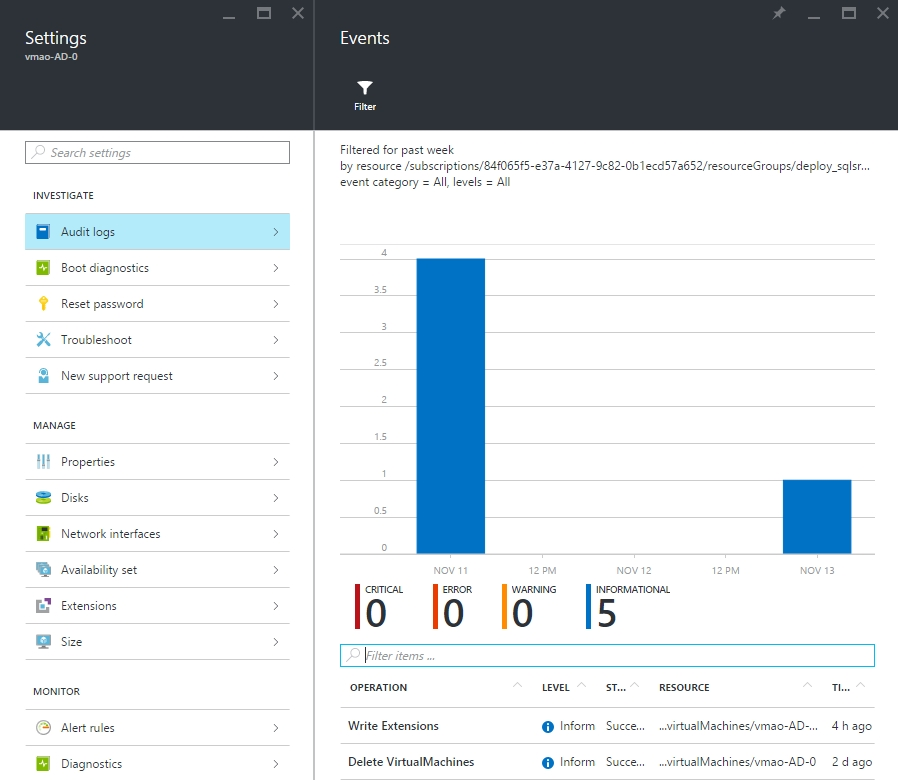 Settings
vmao-AD-0
Search settings
INVESTIGATE
Audit logs
Boot diagnostics
Reset password
Troubleshoot
New support request
MANAGE
Properties
Disks
Network interfaces
Availability set
Extensions
Size
MONITOR
Alert rules
Diagnostics
Events
Filter
Filtered for past week
by resource /subscriptions/84f065f5-e37a-4127-9c82-0b1ecd57a652/resourceGroups/deploy_sqlsr...
event category = All, levels = All
4
3.5
3
2.5
2
1.5
1
0.5
0
NOV 11 12 PM NOV 12 12 PM NOV 13
CRITICAL ERROR WARNING INFORMATIONAL
0 0 0 5
Filter items ...
OPERATION LEVEL ST... RESOURCE TI...
Write Extensions Inform Succe... ...virtualMachines/vmao-AD-... 4 h ago
Delete VirtualMachines Inform Succe... ...virtualMachines/vmao-AD-0 2 d ago